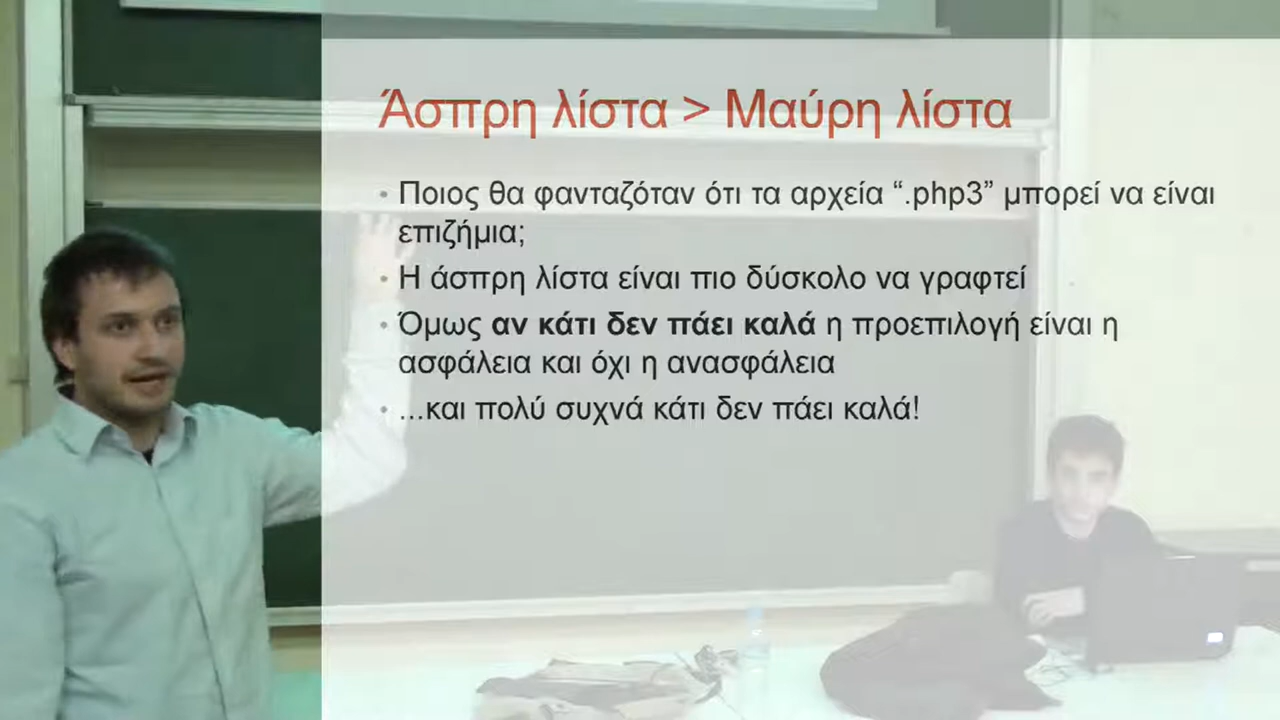 Άσπρη λίστα > Μαύρη λίστα
• Ποιος θα φανταζόταν ότι τα αρχεία “.php3” μπορεί να είναι
επιζήμια;
• Η άσπρη λίστα είναι πιο δύσκολο να γραφτεί
• Όμως αν κάτι δεν πάει καλά η προεπιλογή είναι η
ασφάλεια και όχι η ανασφάλεια
• ...και πολύ συχνά κάτι δεν πάει καλά!